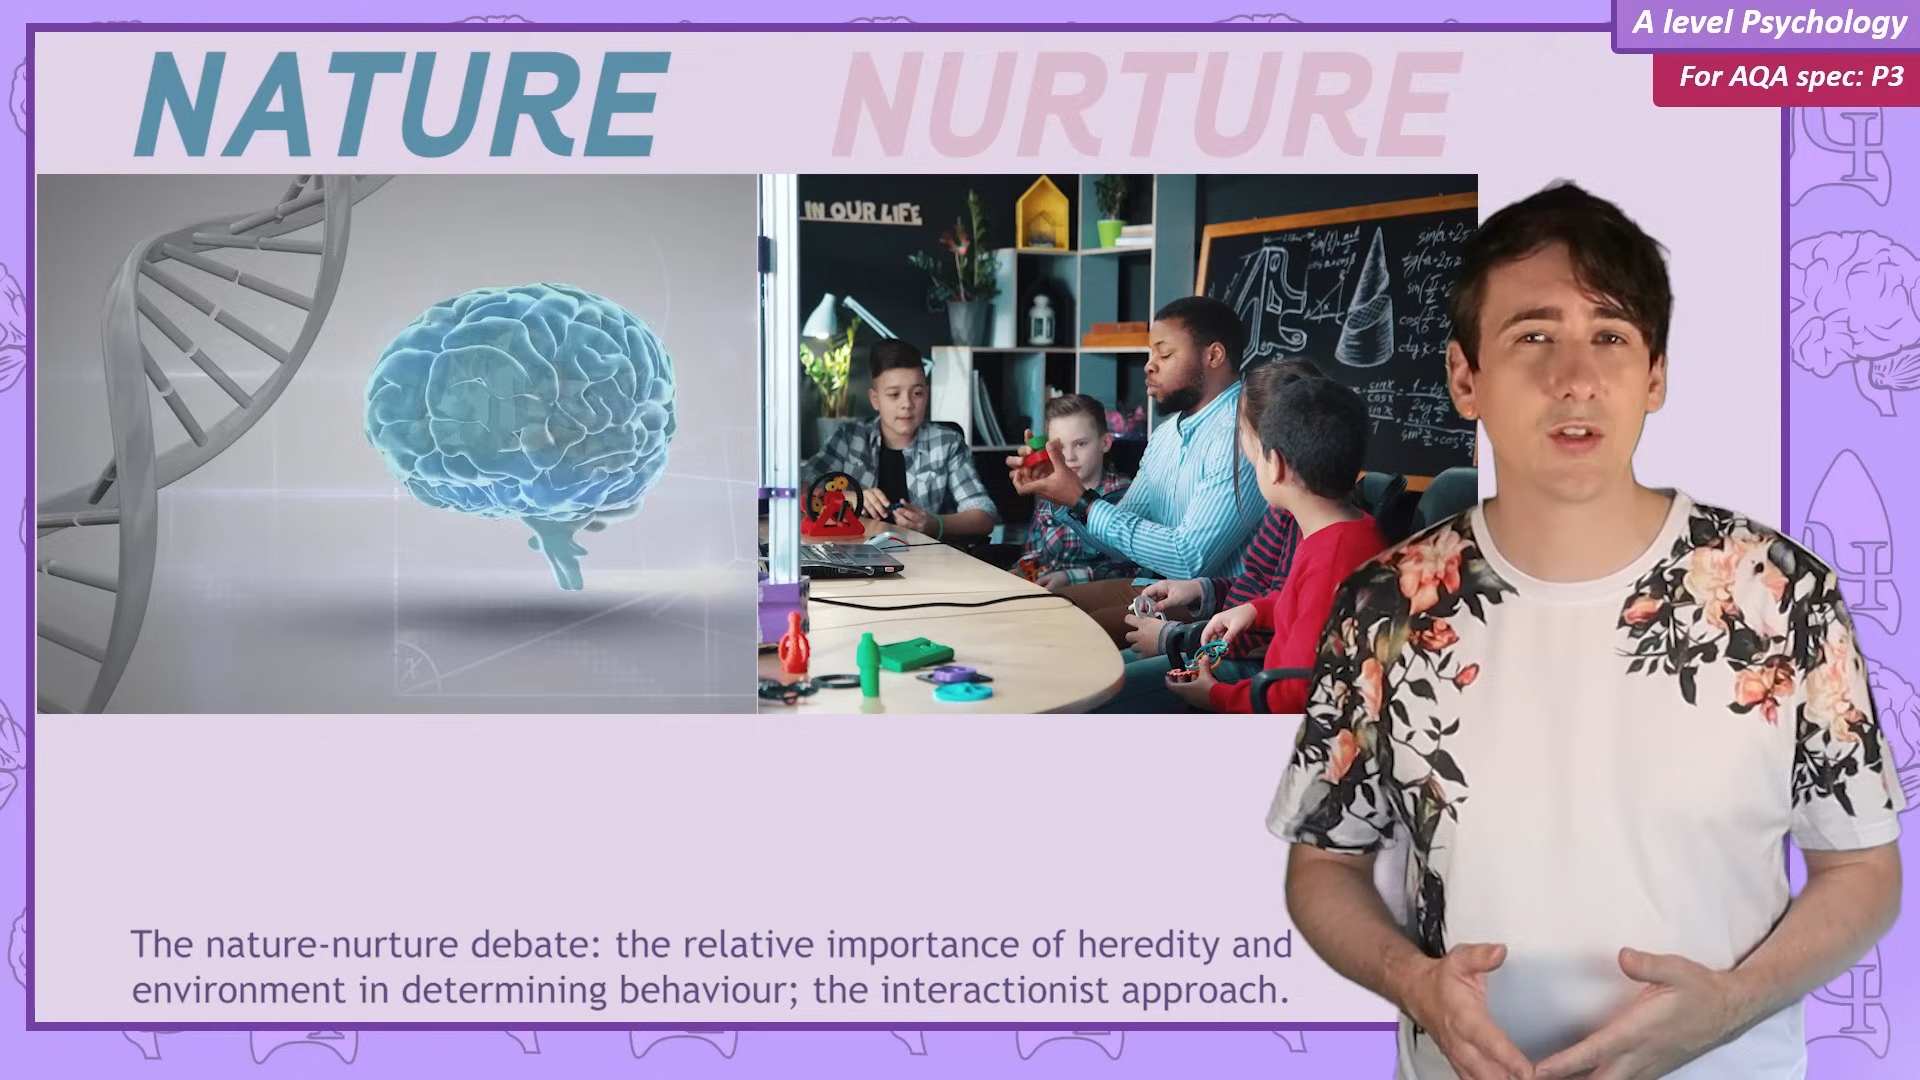 A level Psychology
For AQA spec: P3
NATURE
NURTURE
IN OUR LIFE
The nature-nurture debate: the relative importance of heredity and
environment in determining behaviour; the interactionist approach.